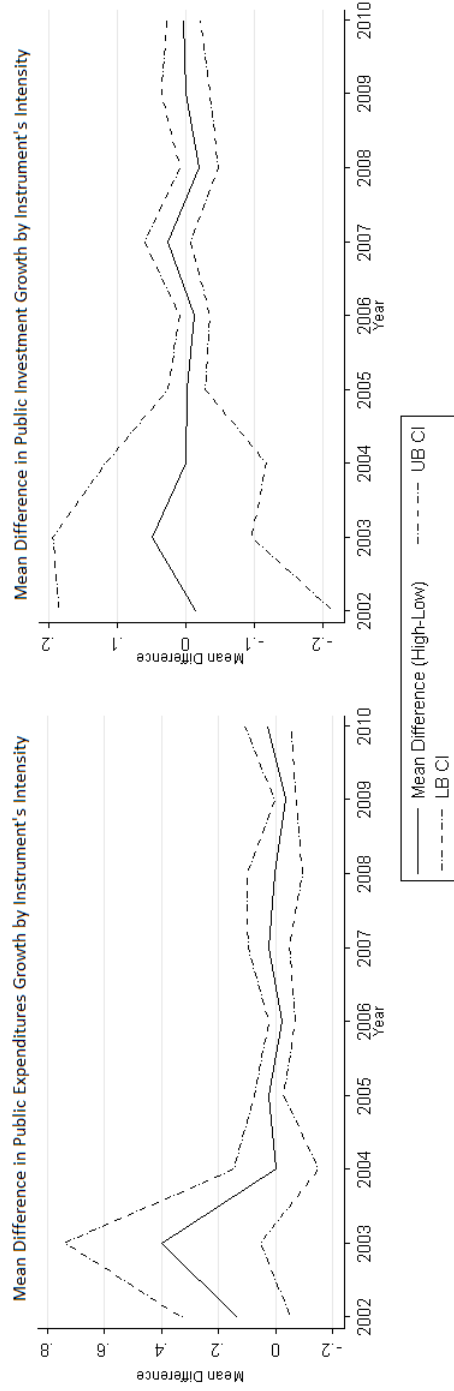 Mean Difference in Public Expenditures Growth by Instrument's Intensity
Mean Difference
.8
.6
.4
.2
0
-.2
2002 2003 2004 2005 2006 2007 2008 2009 2010
Year
Mean Difference in Public Investment Growth by Instrument's Intensity
Mean Difference
.2
.1
0
-.1
-.2
2002 2003 2004 2005 2006 2007 2008 2009 2010
Year
Mean Difference (High-Low) UB CI
LB CI